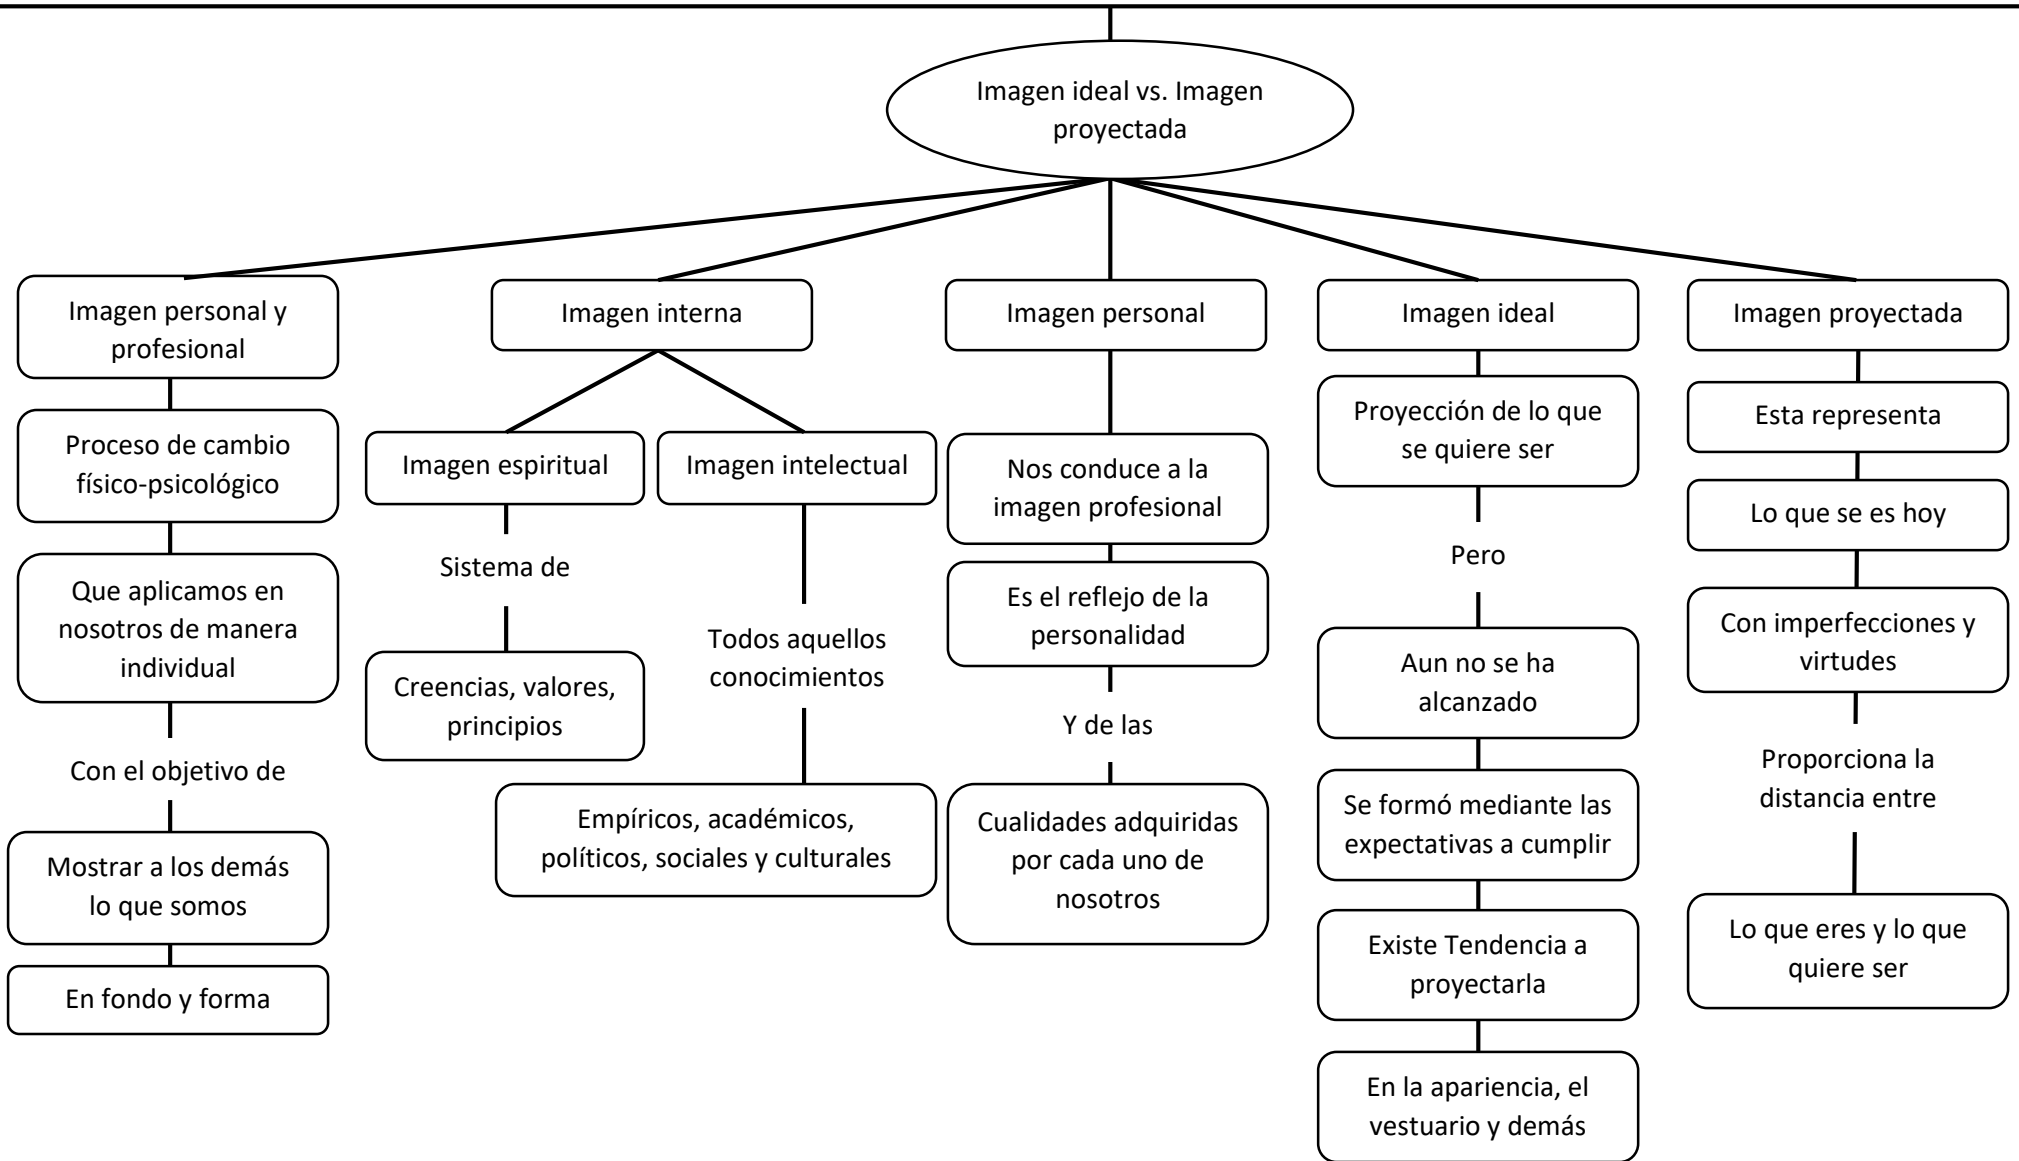 Imagen ideal vs. Imagen
proyectada
Imagen personal y
profesional
Proceso de cambio
físico-psicológico
Que aplicamos en
nosotros de manera
individual
Con el objetivo de
Mostrar a los demás
lo que somos
En fondo y forma
Imagen interna
Imagen espiritual
Sistema de
Creencias, valores,
principios
Imagen intelectual
Todos aquellos
conocimientos
Empíricos, académicos,
políticos, sociales y culturales
Imagen personal
Nos conduce a la
imagen profesional
Es el reflejo de la
personalidad
Y de las
Cualidades adquiridas
por cada uno de
nosotros
Imagen ideal
Proyección de lo que
se quiere ser
Pero
Aun no se ha
alcanzado
Se formó mediante las
expectativas a cumplir
Existe Tendencia a
proyectarla
En la apariencia, el
vestuario y demás
Imagen proyectada
Esta representa
Lo que se es hoy
Con imperfecciones y
virtudes
Proporciona la
distancia entre
Lo que eres y lo que
quiere ser